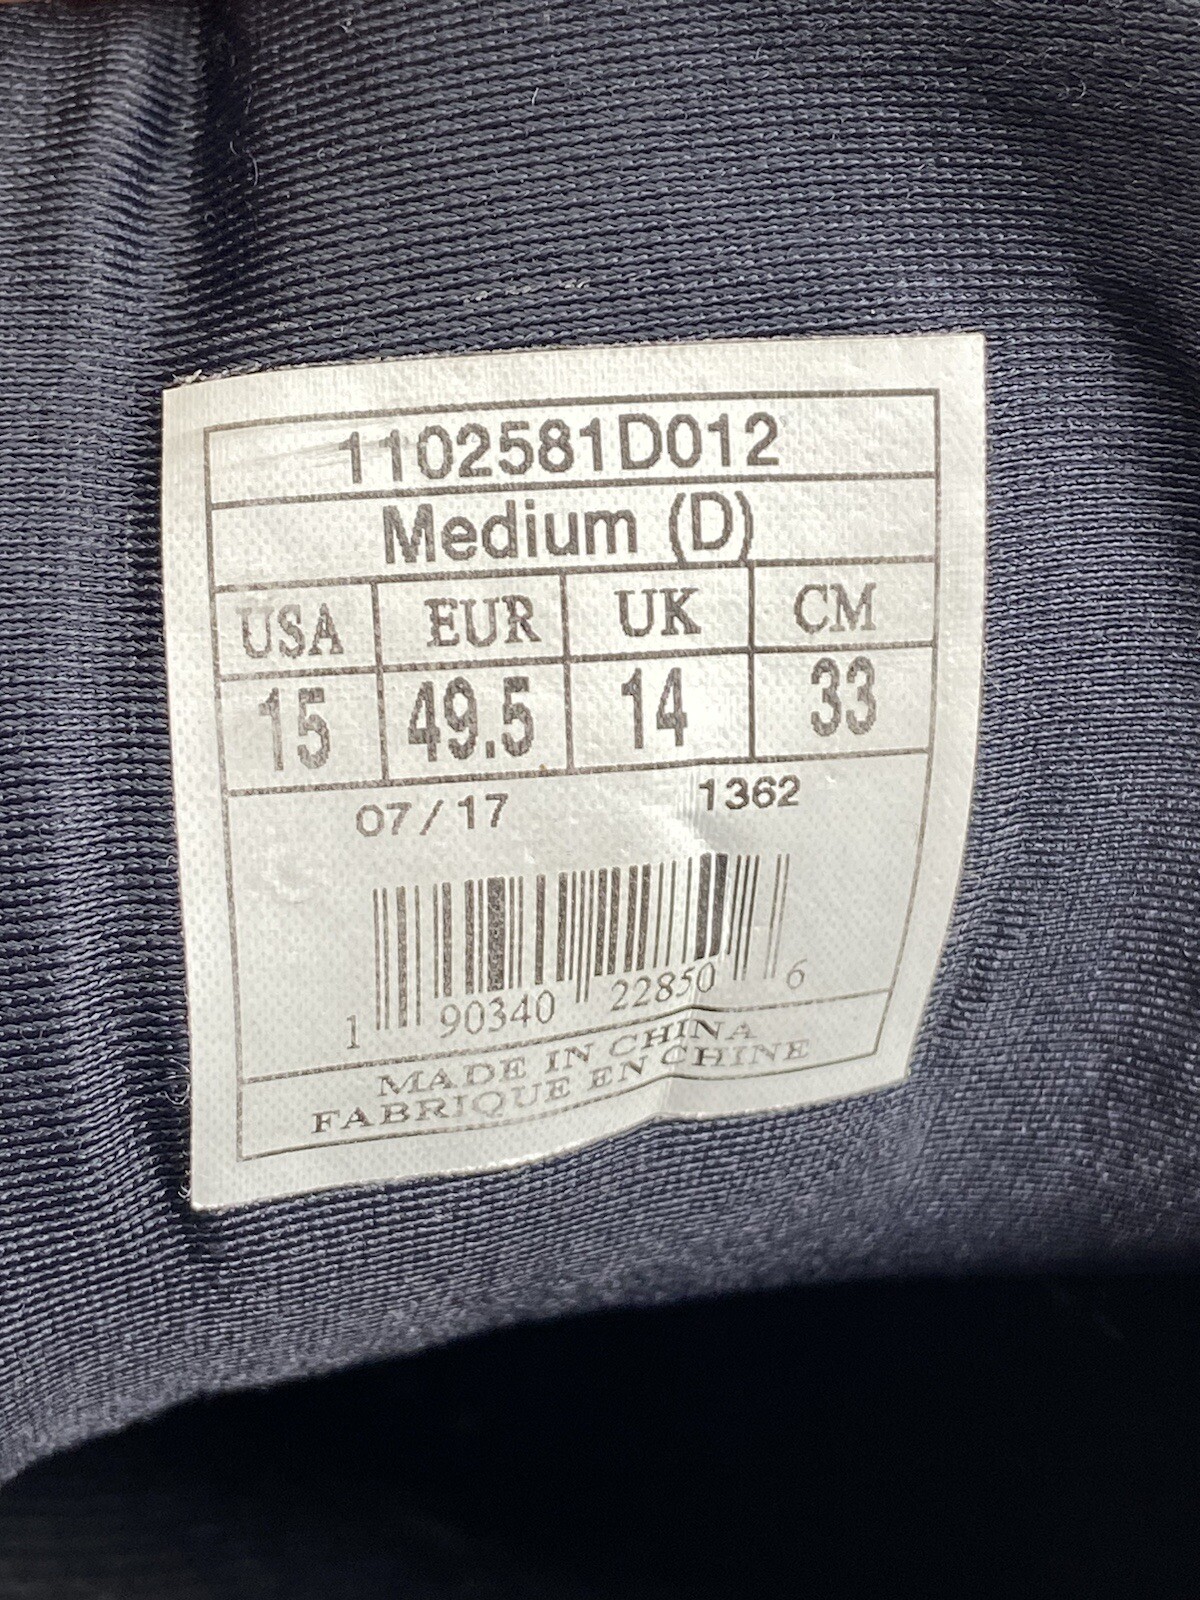 1102581D012
Medium (D)
USA EUR UK CM
15 49.5 14 33
07/17 1362
1 90340 22850 6
MADE IN CHINA
FABRIQUE EN CHINE